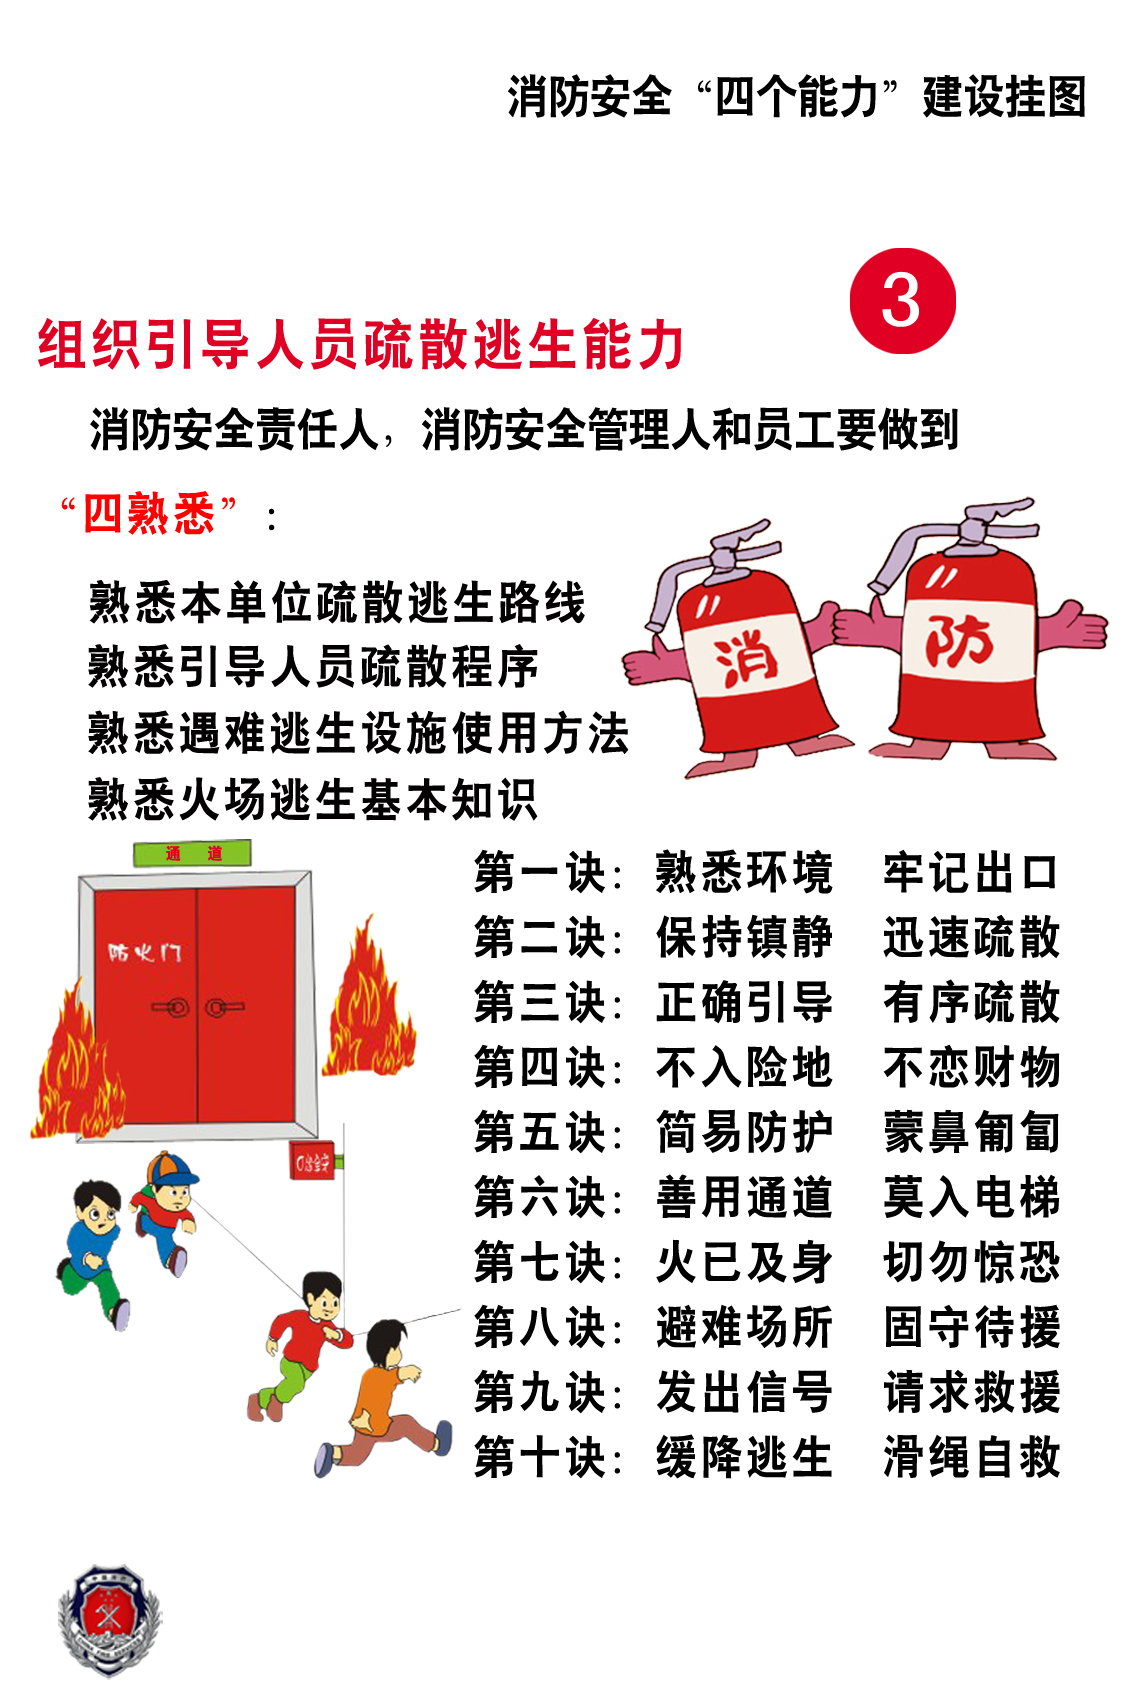 消防安全“四个能力”建设挂图
3
组织引导人员疏散逃生能力
消防安全责任人，消防安全管理人和员工要做到
“四熟悉”：
熟悉本单位疏散逃生路线
熟悉引导人员疏散程序
熟悉遇难逃生设施使用方法
熟悉火场逃生基本知识
消
防
通 道
防火门
第一诀：熟悉环境 牢记出口
第二诀：保持镇静 迅速疏散
第三诀：正确引导 有序疏散
第四诀：不入险地 不恋财物
第五诀：简易防护 蒙鼻匍匐
第六诀：善用通道 莫入电梯
第七诀：火已及身 切勿惊恐
第八诀：避难场所 固守待援
第九诀：发出信号 请求救援
第十诀：缓降逃生 滑绳自救
CHINA FIRE SERVICES